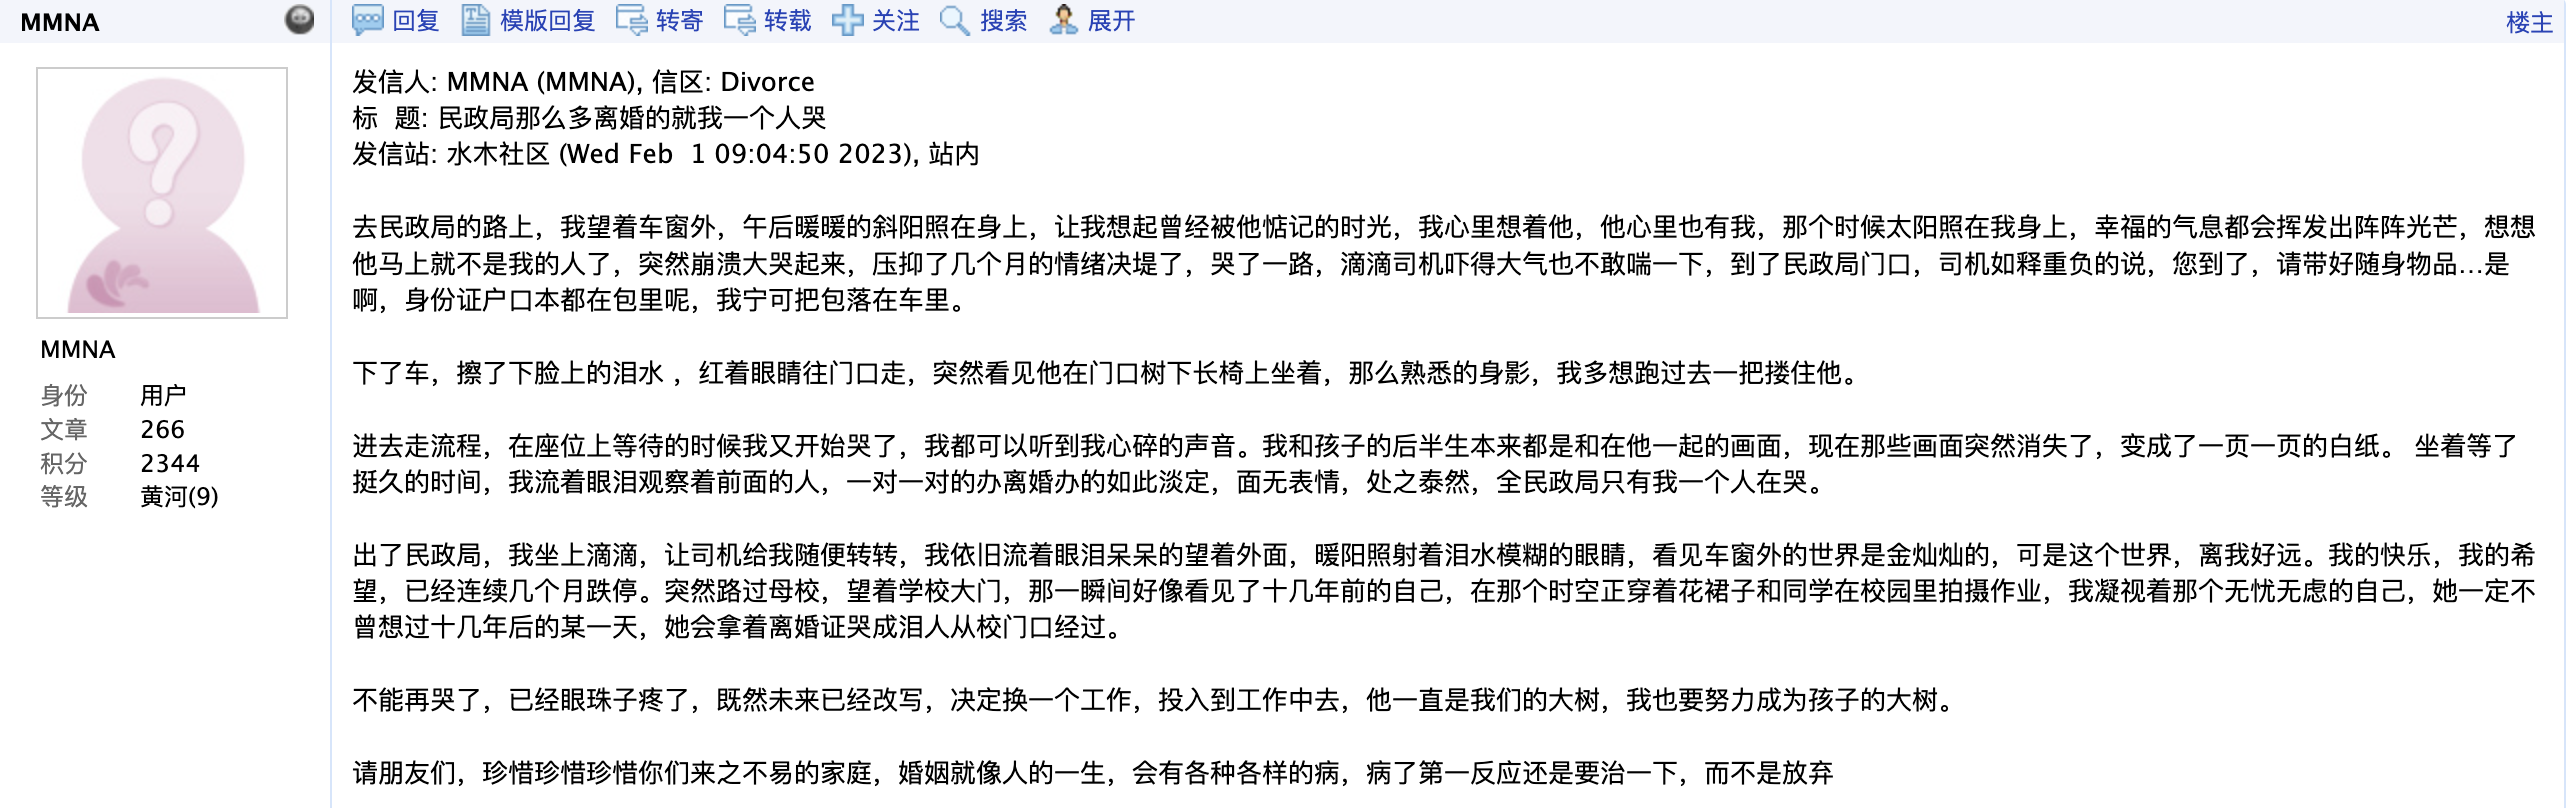 MMNA
回复 模版回复 转寄 转载 关注 搜索 展开 楼主
MMNA
身份 用户
文章 266
积分 2344
等级 黄河(9)
发信人: MMNA (MMNA), 信区: Divorce
标 题: 民政局那么多离婚的就我一个人哭
发信站: 水木社区 (Wed Feb 1 09:04:50 2023), 站内
去民政局的路上，我望着车窗外，午后暖暖的斜阳照在身上，让我想起曾经被他惦记的时光，我心里想着他，他心里也有我，那个时候太阳照在我身上，幸福的气息都会挥发出阵阵光芒，想想
他马上就不是我的人了，突然崩溃大哭起来，压抑了几个月的情绪决堤了，哭了一路，滴滴司机吓得大气也不敢喘一下，到了民政局门口，司机如释重负的说，您到了，请带好随身物品...是
啊，身份证户口本都在包里呢，我宁可把包落在车里。
下了车，擦了下脸上的泪水 ，红着眼睛往门口走，突然看见他在门口树下长椅上坐着，那么熟悉的身影，我多想跑过去一把搂住他。
进去走流程，在座位上等待的时候我又开始哭了，我都可以听到我心碎的声音。我和孩子的后半生本来都是和在他一起的画面，现在那些画面突然消失了，变成了一页一页的白纸。 坐着等了
挺久的时间，我流着眼泪观察着前面的人，一对一对的办离婚办的如此淡定，面无表情，处之泰然，全民政局只有我一个人在哭。
出了民政局，我坐上滴滴，让司机给我随便转转，我依旧流着眼泪呆呆的望着外面，暖阳照射着泪水模糊的眼睛，看见车窗外的世界是金灿灿的，可是这个世界，离我好远。我的快乐，我的希
望，已经连续几个月跌停。突然路过母校，望着学校大门，那一瞬间好像看见了十几年前的自己，在那个时空正穿着花裙子和同学在校园里拍摄作业，我凝视着那个无忧无虑的自己，她一定不
曾想过十几年后的某一天，她会拿着离婚证哭成泪人从校门口经过。
不能再哭了，已经眼珠子疼了，既然未来已经改写，决定换一个工作，投入到工作中去，他一直是我们的大树，我也要努力成为孩子的大树。
请朋友们，珍惜珍惜珍惜你们来之不易的家庭，婚姻就像人的一生，会有各种各样的病，病了第一反应还是要治一下，而不是放弃